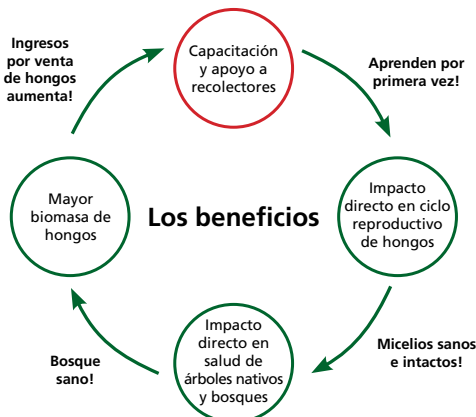 Capacitación
y apoyo a
recolectores
Aprenden por
primera vez!
Impacto
directo en ciclo
reproductivo
de hongos
Micelios sanos
e intactos!
Impacto
directo en
salud de
árboles nativos
y bosques
Bosque
sano!
Mayor
biomasa de
hongos
Ingresos
por venta
de hongos
aumenta!
Los beneficios